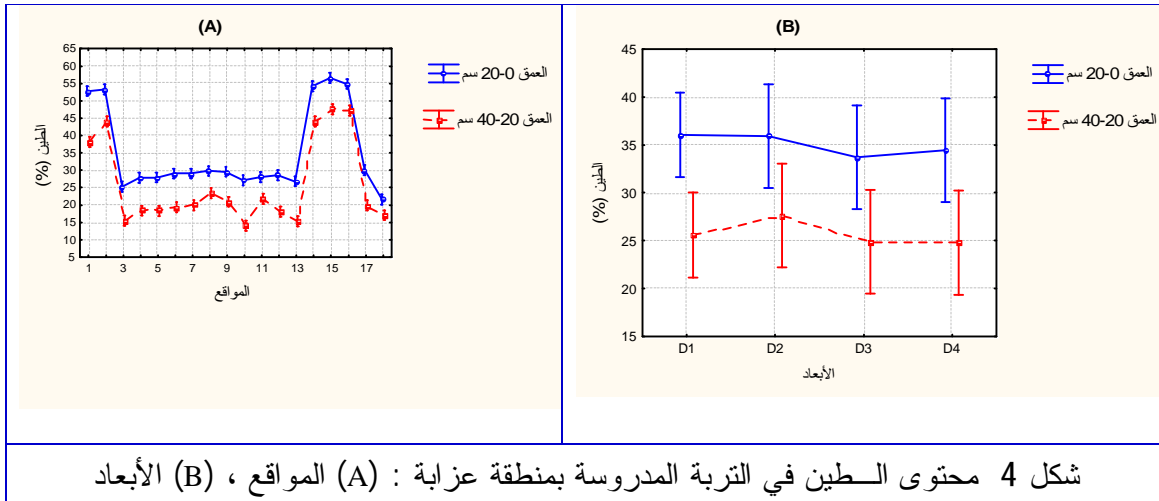 (A)
65
60
55
50
45
40
35
30
25
20
15
10
5
الطين (%)
1 3 5 7 9 11 13 15 17
المواقع
العمق 0-20 سم
العمق 20-40 سم
(B)
45
40
35
30
25
20
15
الطين (%)
D1 D2 D3 D4
الأبعاد
العمق 0-20 سم
العمق 20-40 سم
شكل 4 محتوى الـــطين في التربة المدروسة بمنطقة عزابة : (A) المواقع ، (B) الأبعاد